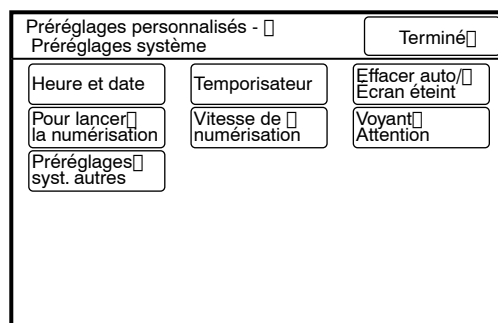 Préréglages personnalisés -
Préréglages système
Terminé
Heure et date
Temporisateur
Effacer auto/
Écran éteint
Pour lancer
la numérisation
Vitesse de
numérisation
Voyant
Attention
Préréglages
syst. autres